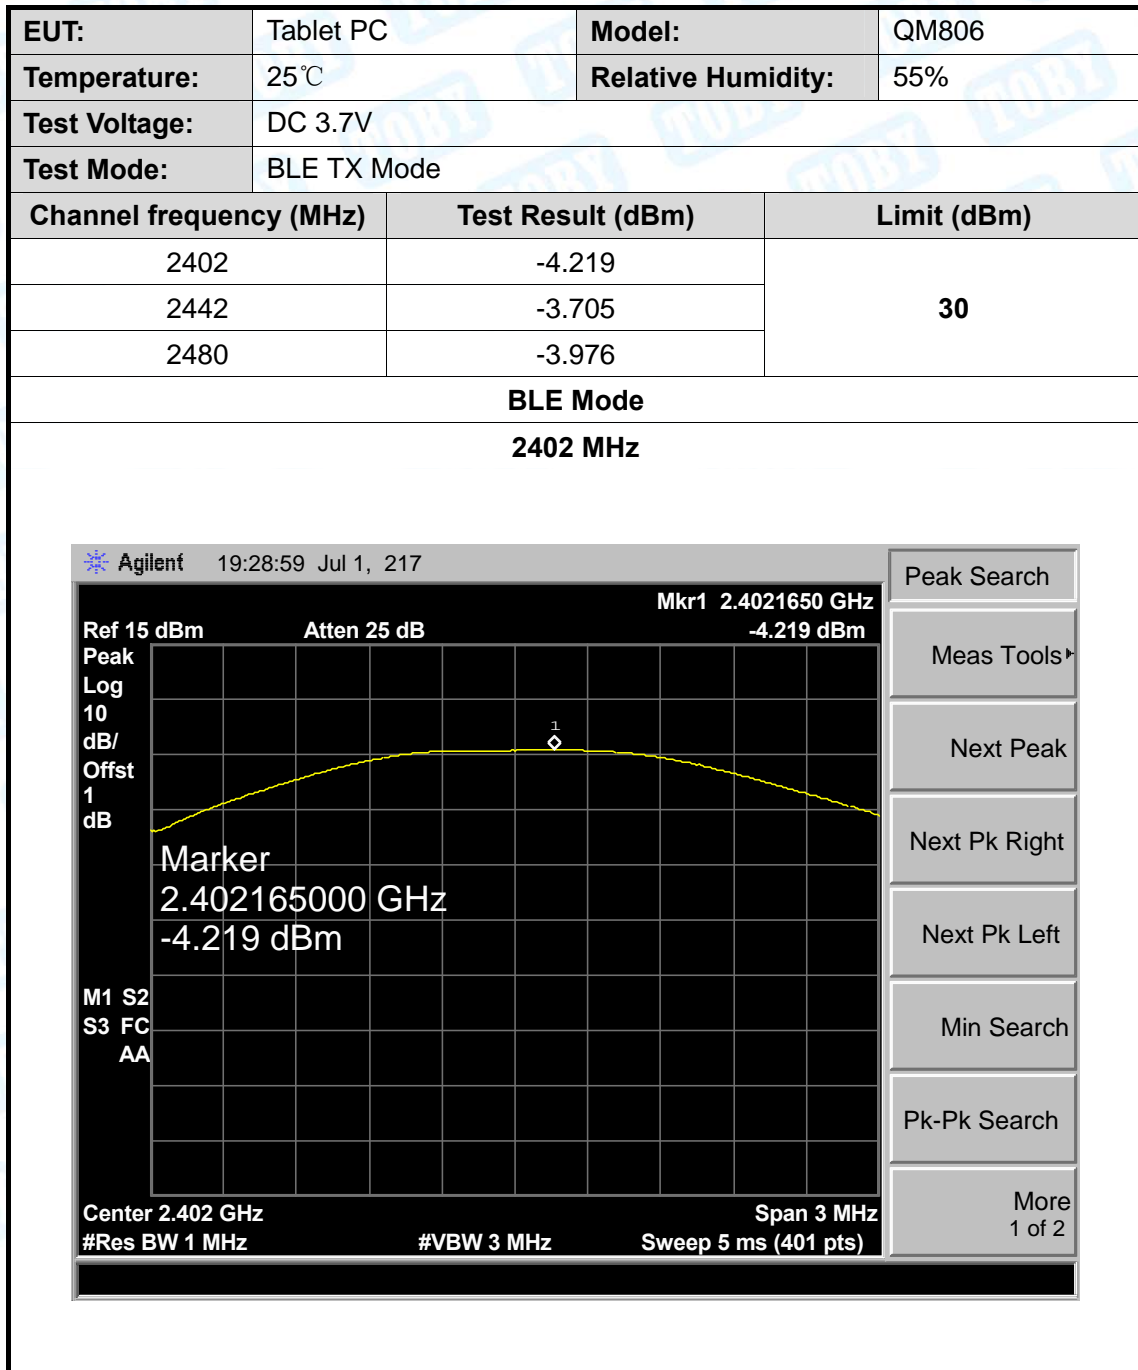 EUT: Tablet PC Model: QM806
Temperature: 25℃ Relative Humidity: 55%
Test Voltage: DC 3.7V
Test Mode: BLE TX Mode
Channel frequency (MHz) Test Result (dBm) Limit (dBm)
2402 -4.219
2442 -3.705 30
2480 -3.976
BLE Mode
2402 MHz
Agilent 19:28:59 Jul 1, 217
Peak Search
Mkr1 2.4021650 GHz
Ref 15 dBm Atten 25 dB -4.219 dBm
Peak
Log
10
dB/
Offst
1
dB
1
Marker
2.402165000 GHz
-4.219 dBm
M1 S2
S3 FC
AA
Center 2.402 GHz Span 3 MHz
#Res BW 1 MHz #VBW 3 MHz Sweep 5 ms (401 pts)
Meas Tools
Next Peak
Next Pk Right
Next Pk Left
Min Search
Pk-Pk Search
More
1 of 2
TOBY